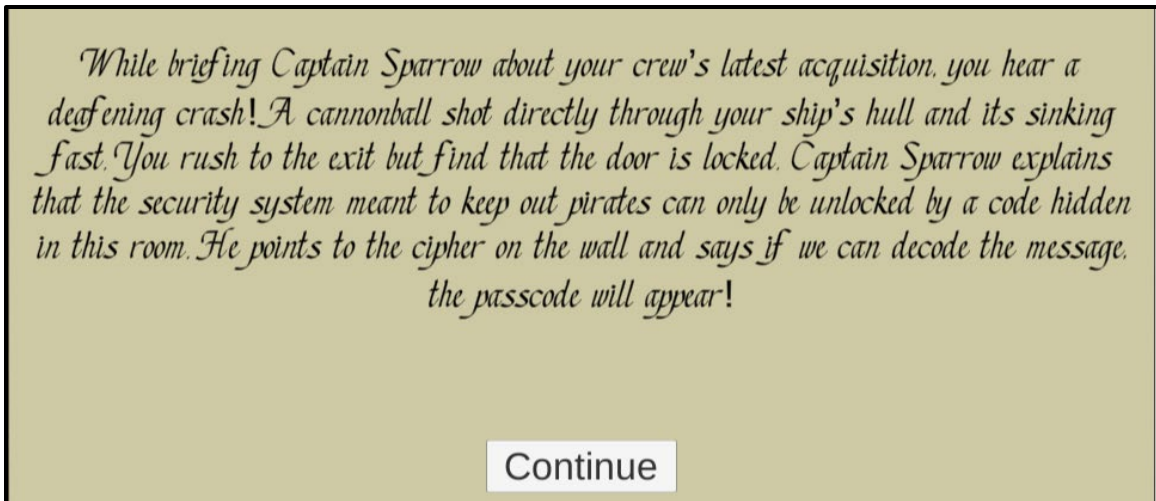 While briefing Captain Sparrow about your crew's latest acquisition, you hear a
deafening crash! A cannonball shot directly through your ship's hull and its sinking
fast. You rush to the exit but find that the door is locked. Captain Sparrow explains
that the security system meant to keep out pirates can only be unlocked by a code hidden
in this room. He points to the cipher on the wall and says if we can decode the message,
the passcode will appear!
Continue